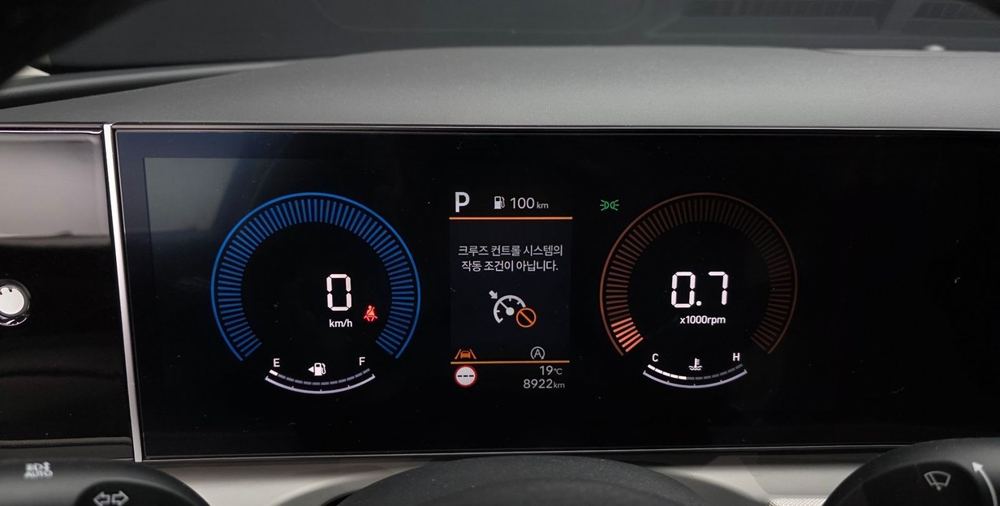 P 100 km
크루즈 컨트롤 시스템의
작동 조건이 아닙니다.
0
km/h
0.7
x1000rpm
E F
C H
A
19℃
8922km
AUTO